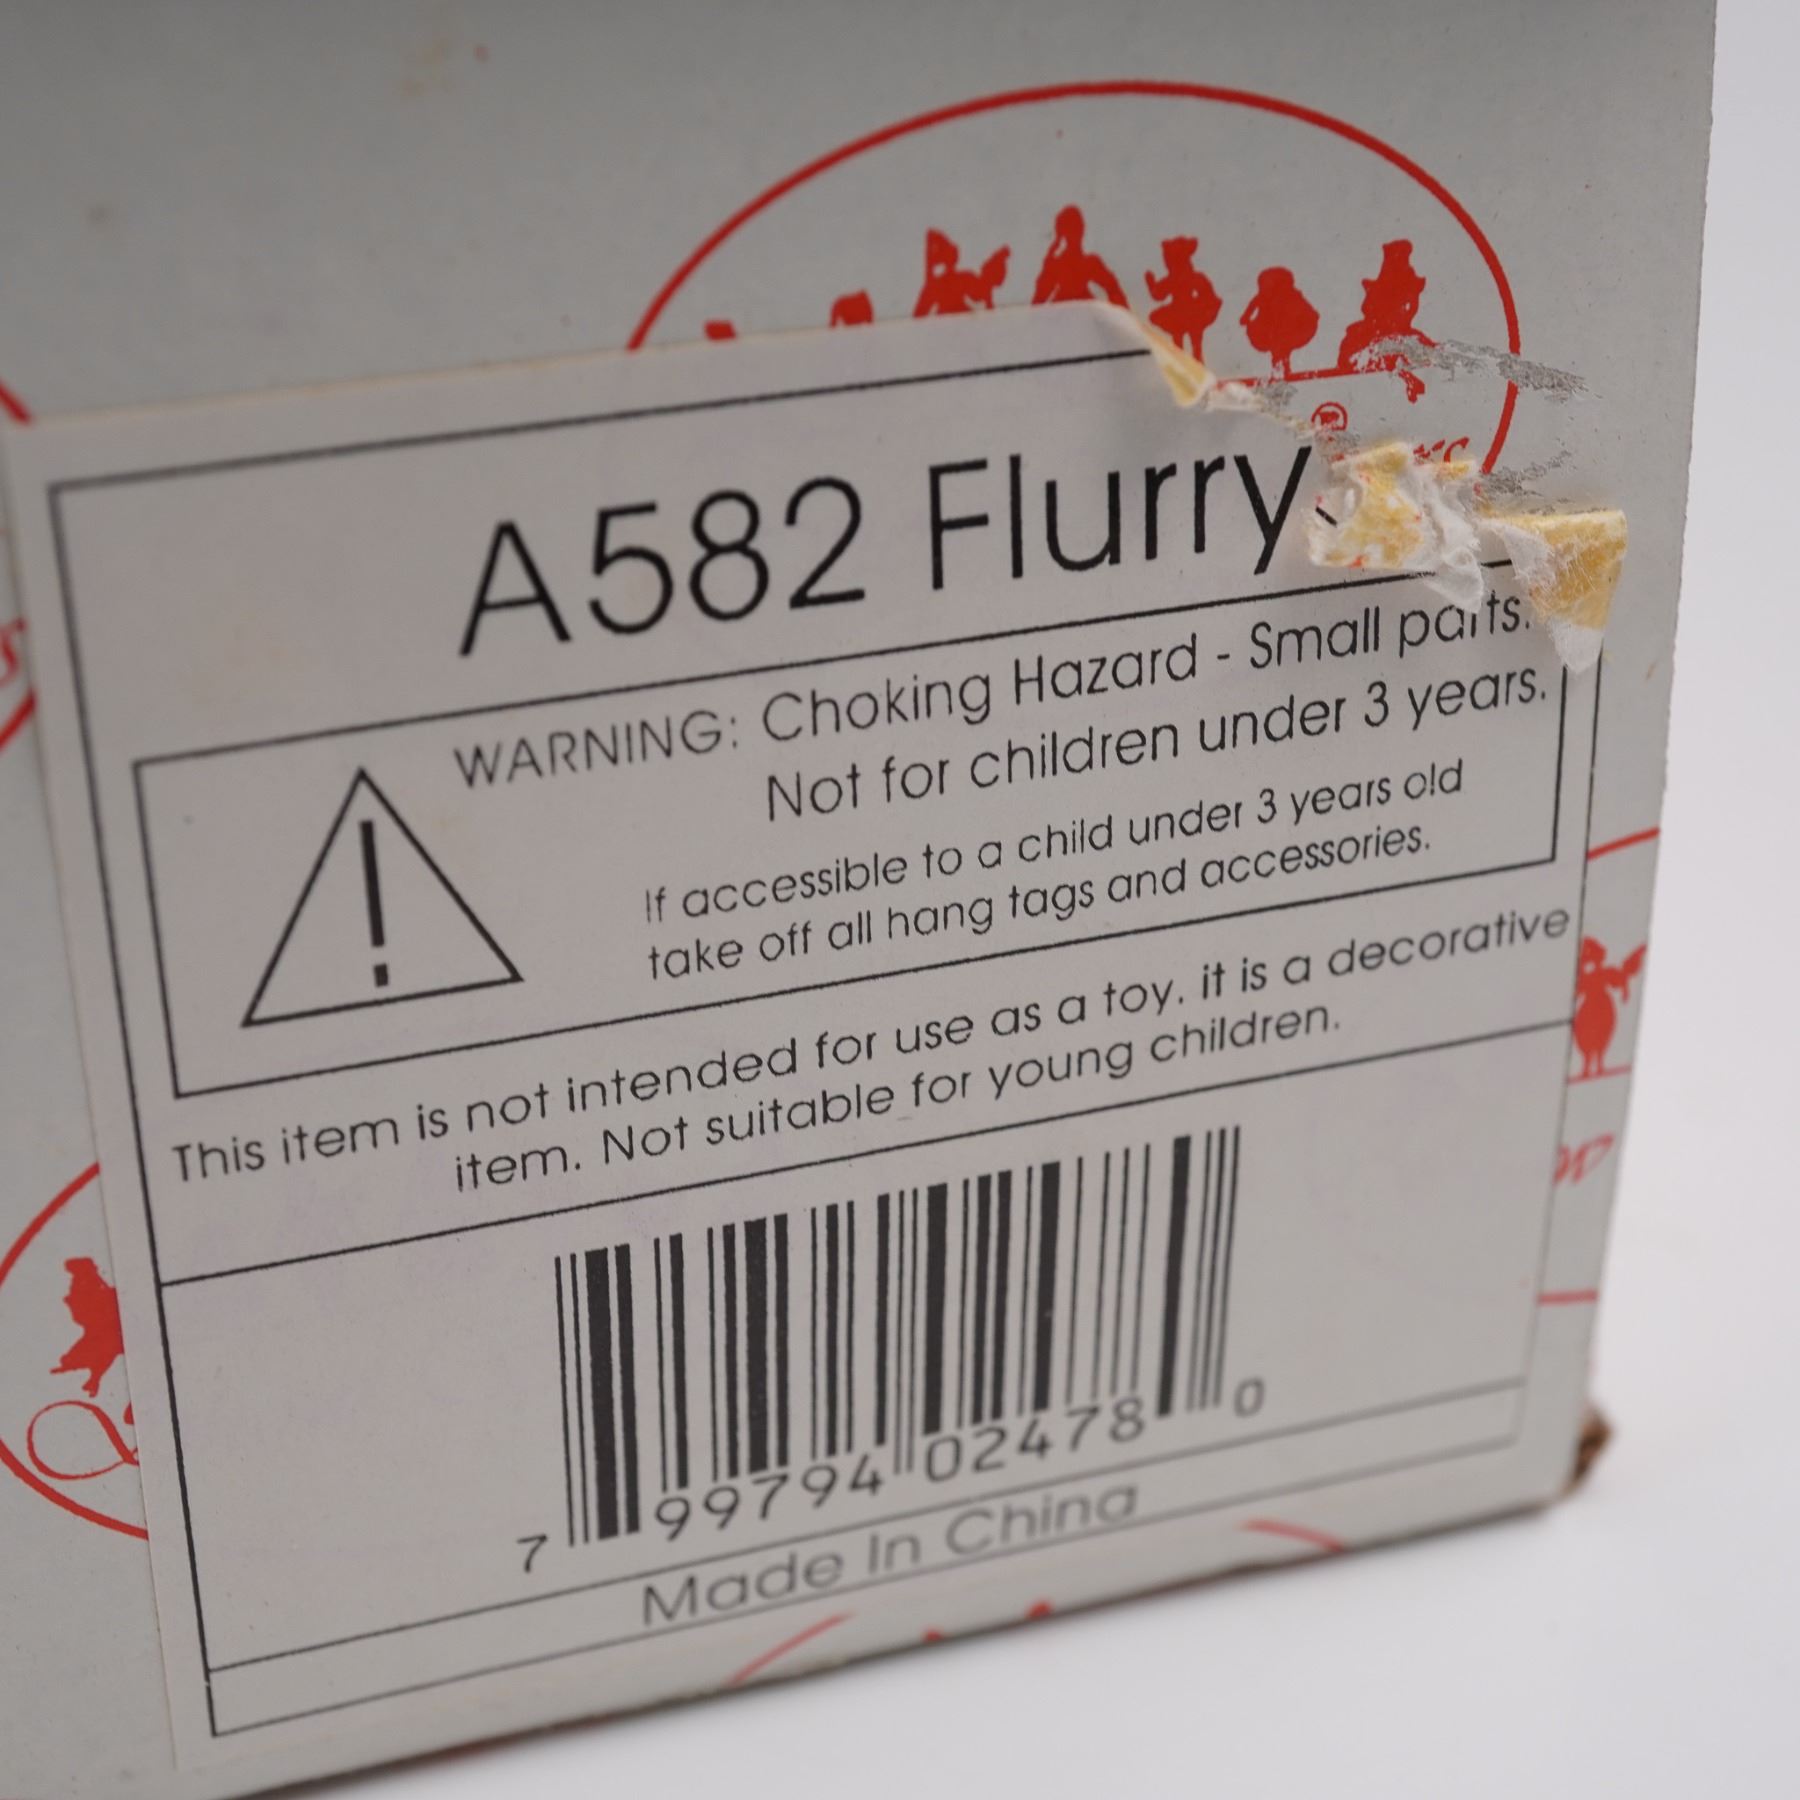 ®
A582 Flurry
WARNING: Choking Hazard - Small parts.
Not for children under 3 years.
If accessible to a child under 3 years old
take off all hang tags and accessories.
This item is not intended for use as a toy. it is a decorative
item. Not suitable for young children.
7 99794 02478 0
Made In China